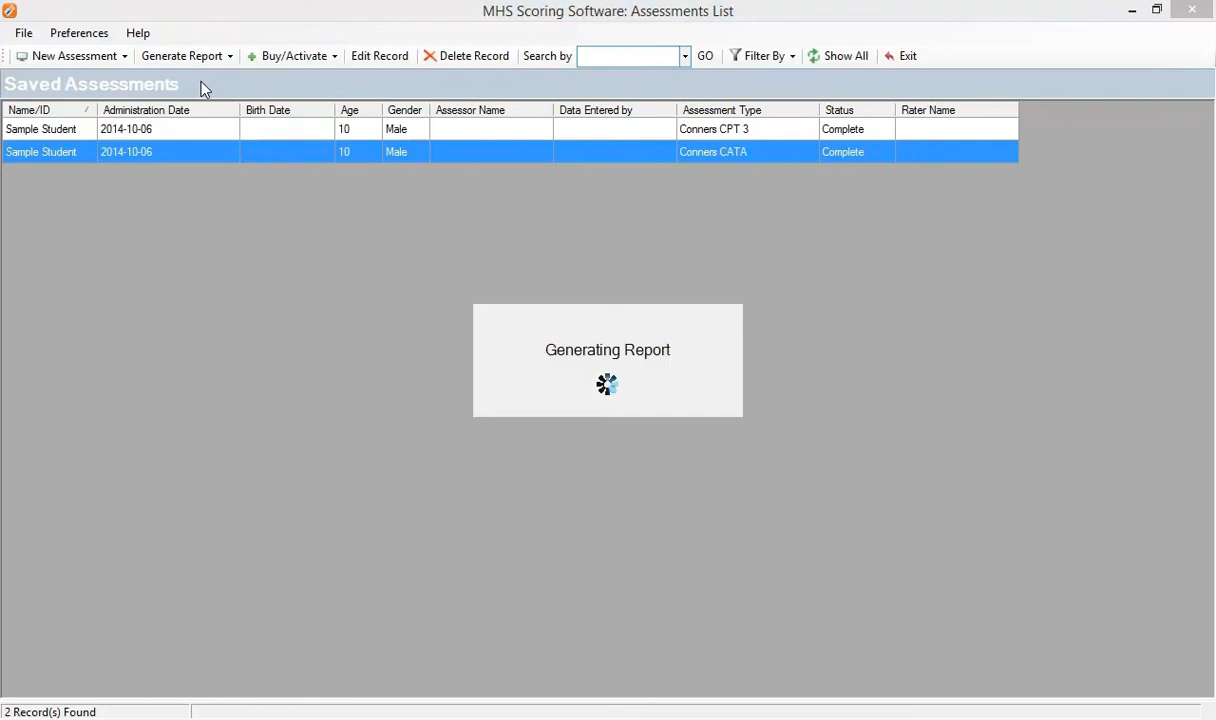 MHS Scoring Software: Assessments List
File Preferences Help
New Assessment Generate Report Buy/Activate Edit Record Delete Record Search by GO Filter By Show All Exit
Saved Assessments
Name/ID Administration Date Birth Date Age Gender Assessor Name Data Entered by Assessment Type Status Rater Name
Sample Student 2014-10-06 10 Male Conners CPT 3 Complete
Sample Student 2014-10-06 10 Male Conners CATA Complete
Generating Report
2 Record(s) Found